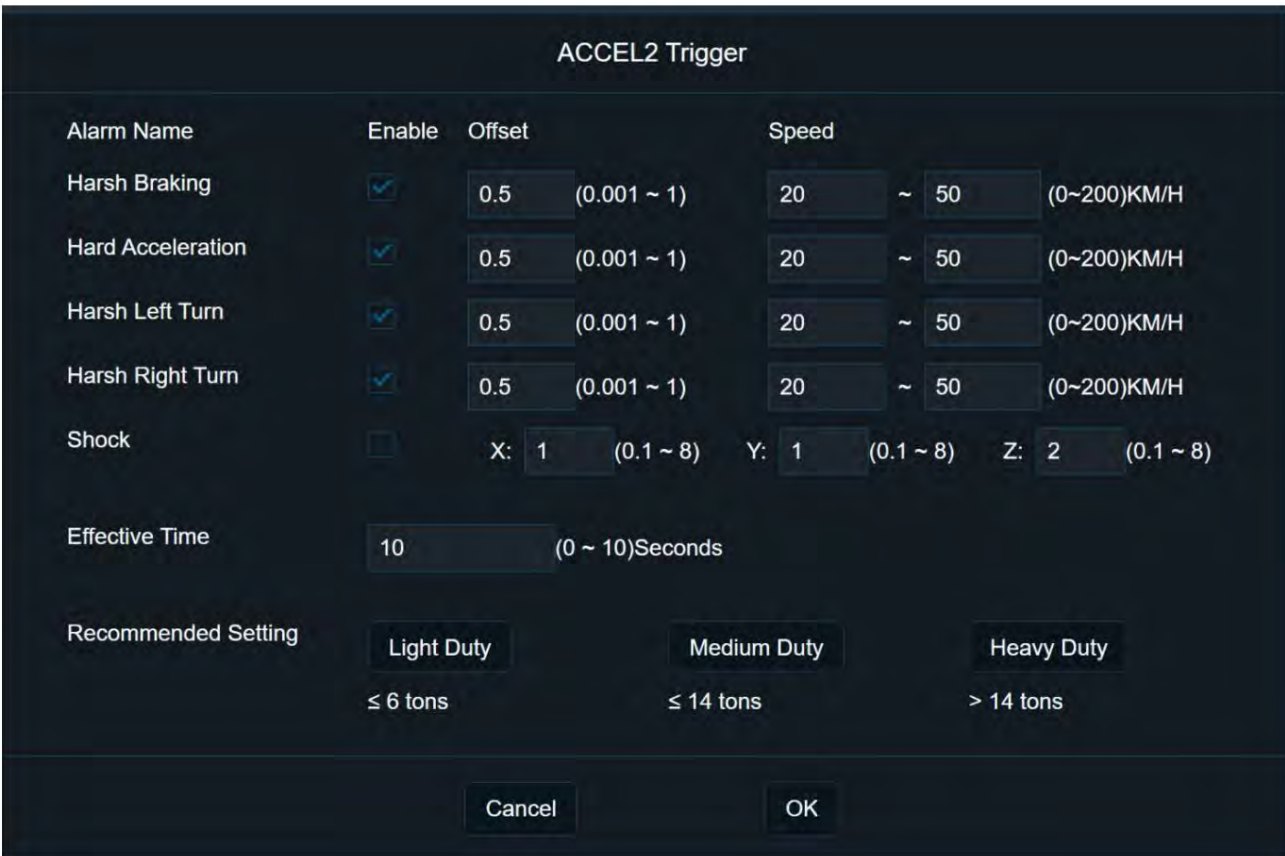 ACCEL2 Trigger
Alarm Name Enable Offset Speed
Harsh Braking 0.5 (0.001 ~ 1) 20 ~ 50 (0~200)KM/H
Hard Acceleration 0.5 (0.001 ~ 1) 20 ~ 50 (0~200)KM/H
Harsh Left Turn 0.5 (0.001 ~ 1) 20 ~ 50 (0~200)KM/H
Harsh Right Turn 0.5 (0.001 ~ 1) 20 ~ 50 (0~200)KM/H
Shock X: 1 (0.1 ~ 8) Y: 1 (0.1 ~ 8) Z: 2 (0.1 ~ 8)
Effective Time 10 (0 ~ 10)Seconds
Recommended Setting Light Duty Medium Duty Heavy Duty
≤ 6 tons ≤ 14 tons > 14 tons
Cancel OK